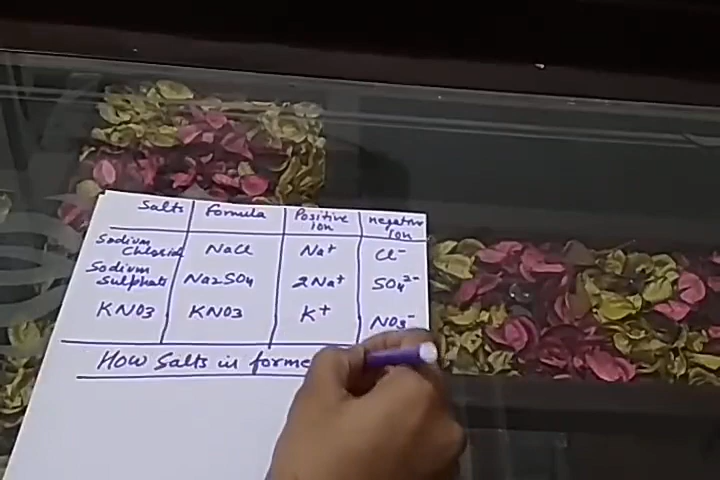 Salts Formula Positive Ion Negative Ion
Sodium Chloride NaCl Na⁺ Cl⁻
Sodium Sulphate Na2SO4 2Na⁺ SO4²⁻
KNO3 KNO3 K⁺ NO3⁻
How Salts in forme